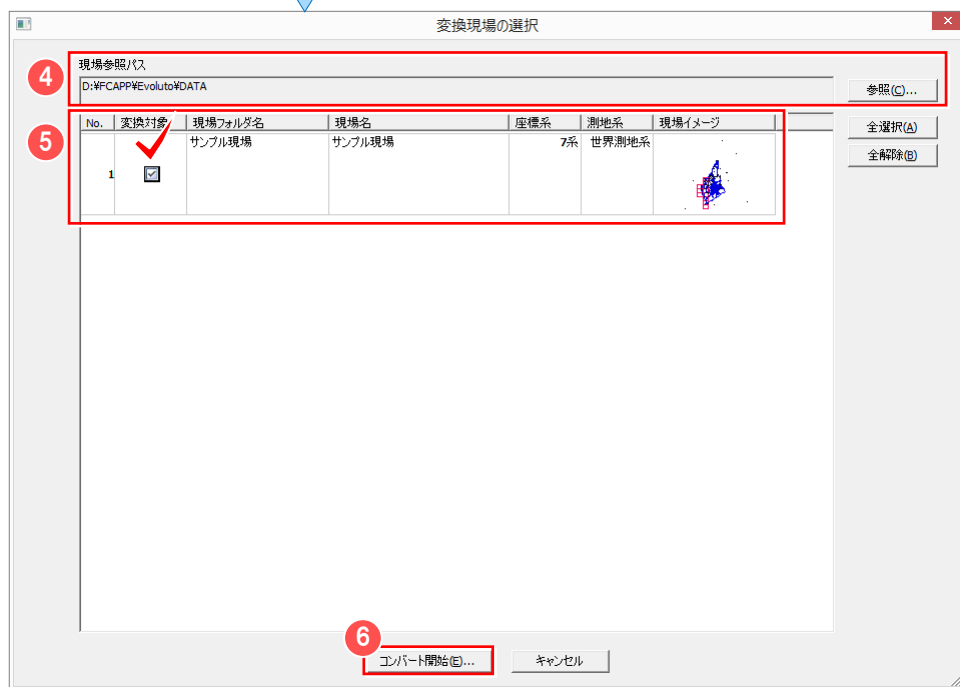 変換現場の選択
現場参照パス
4
D:¥FCAPP¥Evoluto¥DATA
参照(C)...
5
No. 変換対象 現場フォルダ名 現場名 座標系 測地系 現場イメージ
全選択(A)
サンプル現場 サンプル現場 7系 世界測地系
全解除(B)
1
6
コンバート開始(E)... キャンセル